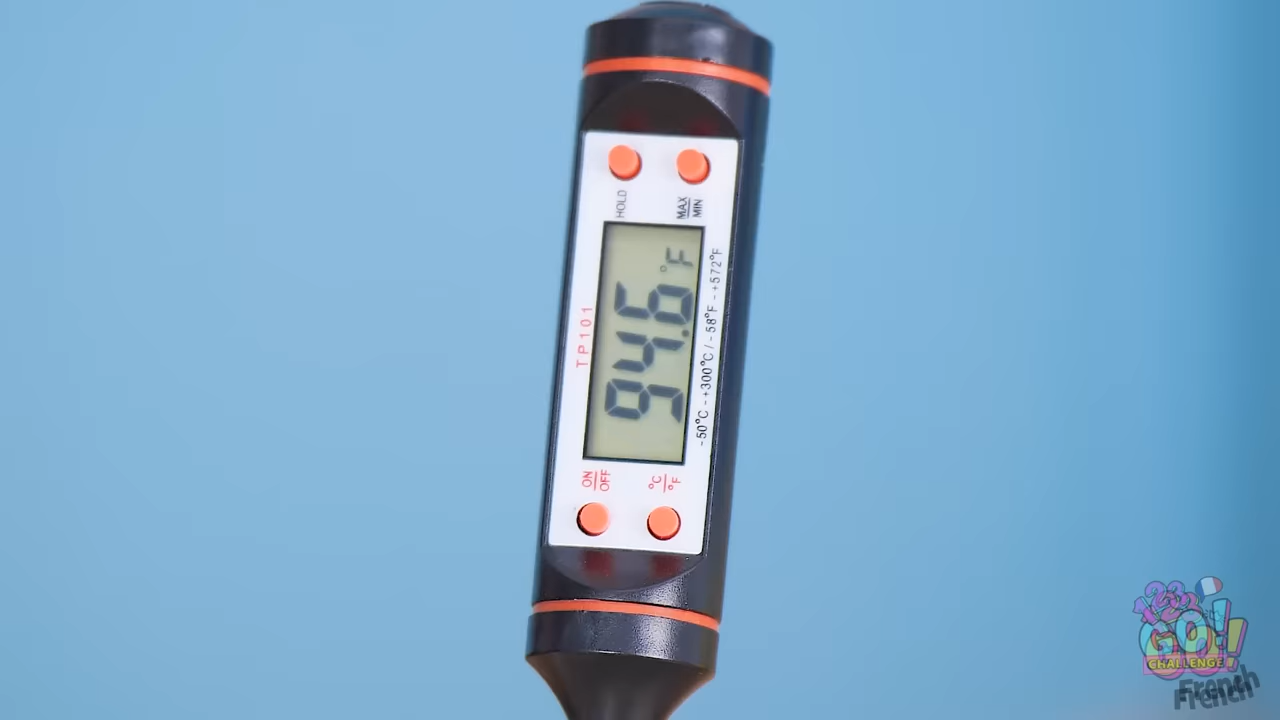 HOLD
MAX
MIN
94.6 °F
TP101
-50°C - +300°C / -58°F - +572°F
ON
OFF
°C
°F
123
GO!
CHALLENGE
French